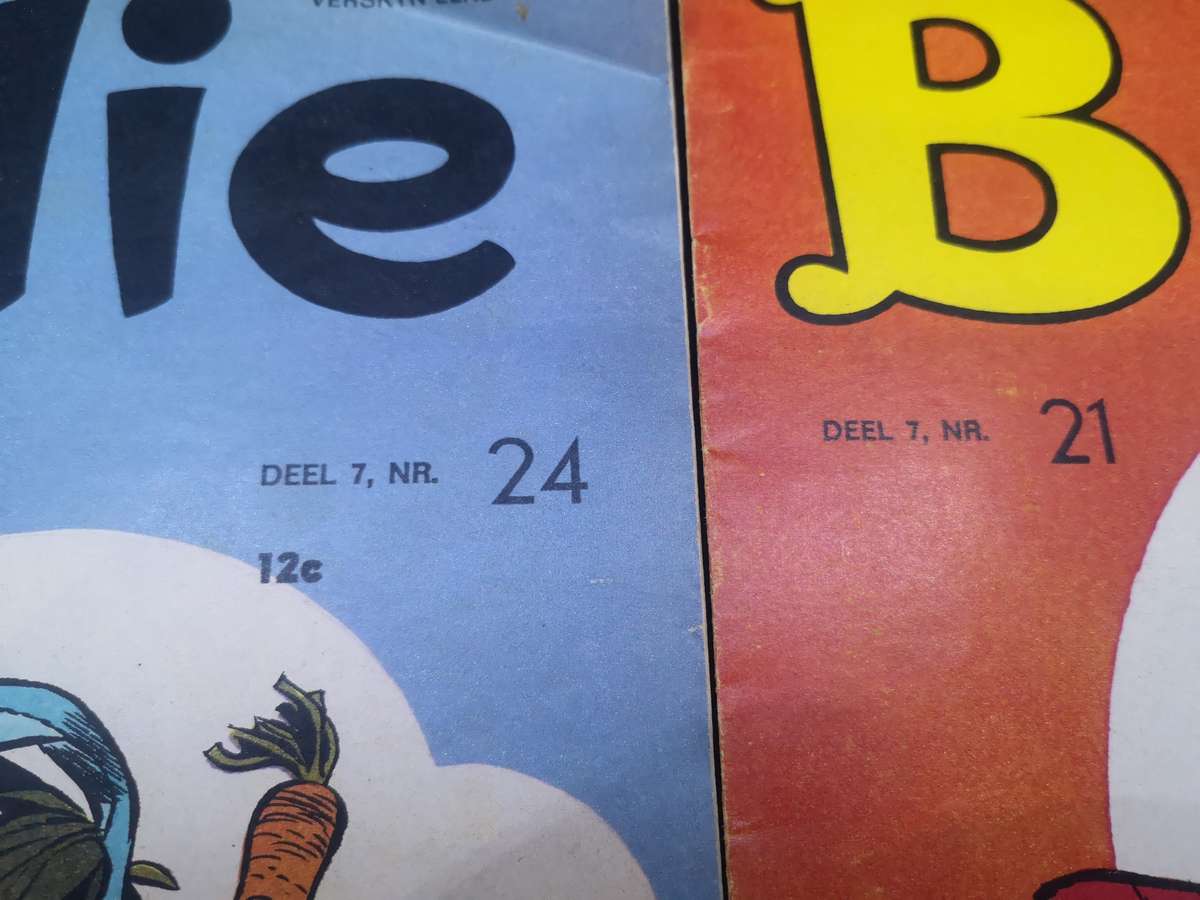 lie
DEEL 7, NR. 24
12c
B
DEEL 7, NR. 21